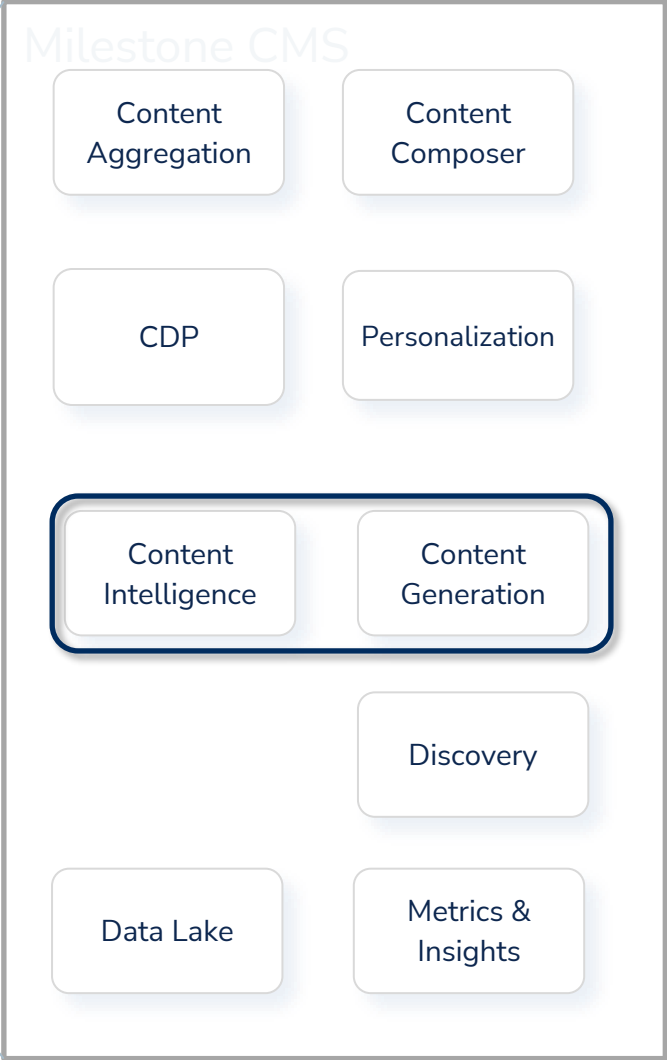 Milestone CMS
Content
Aggregation
Content
Composer
CDP
Personalization
Content
Intelligence
Content
Generation
Discovery
Data Lake
Metrics &
Insights